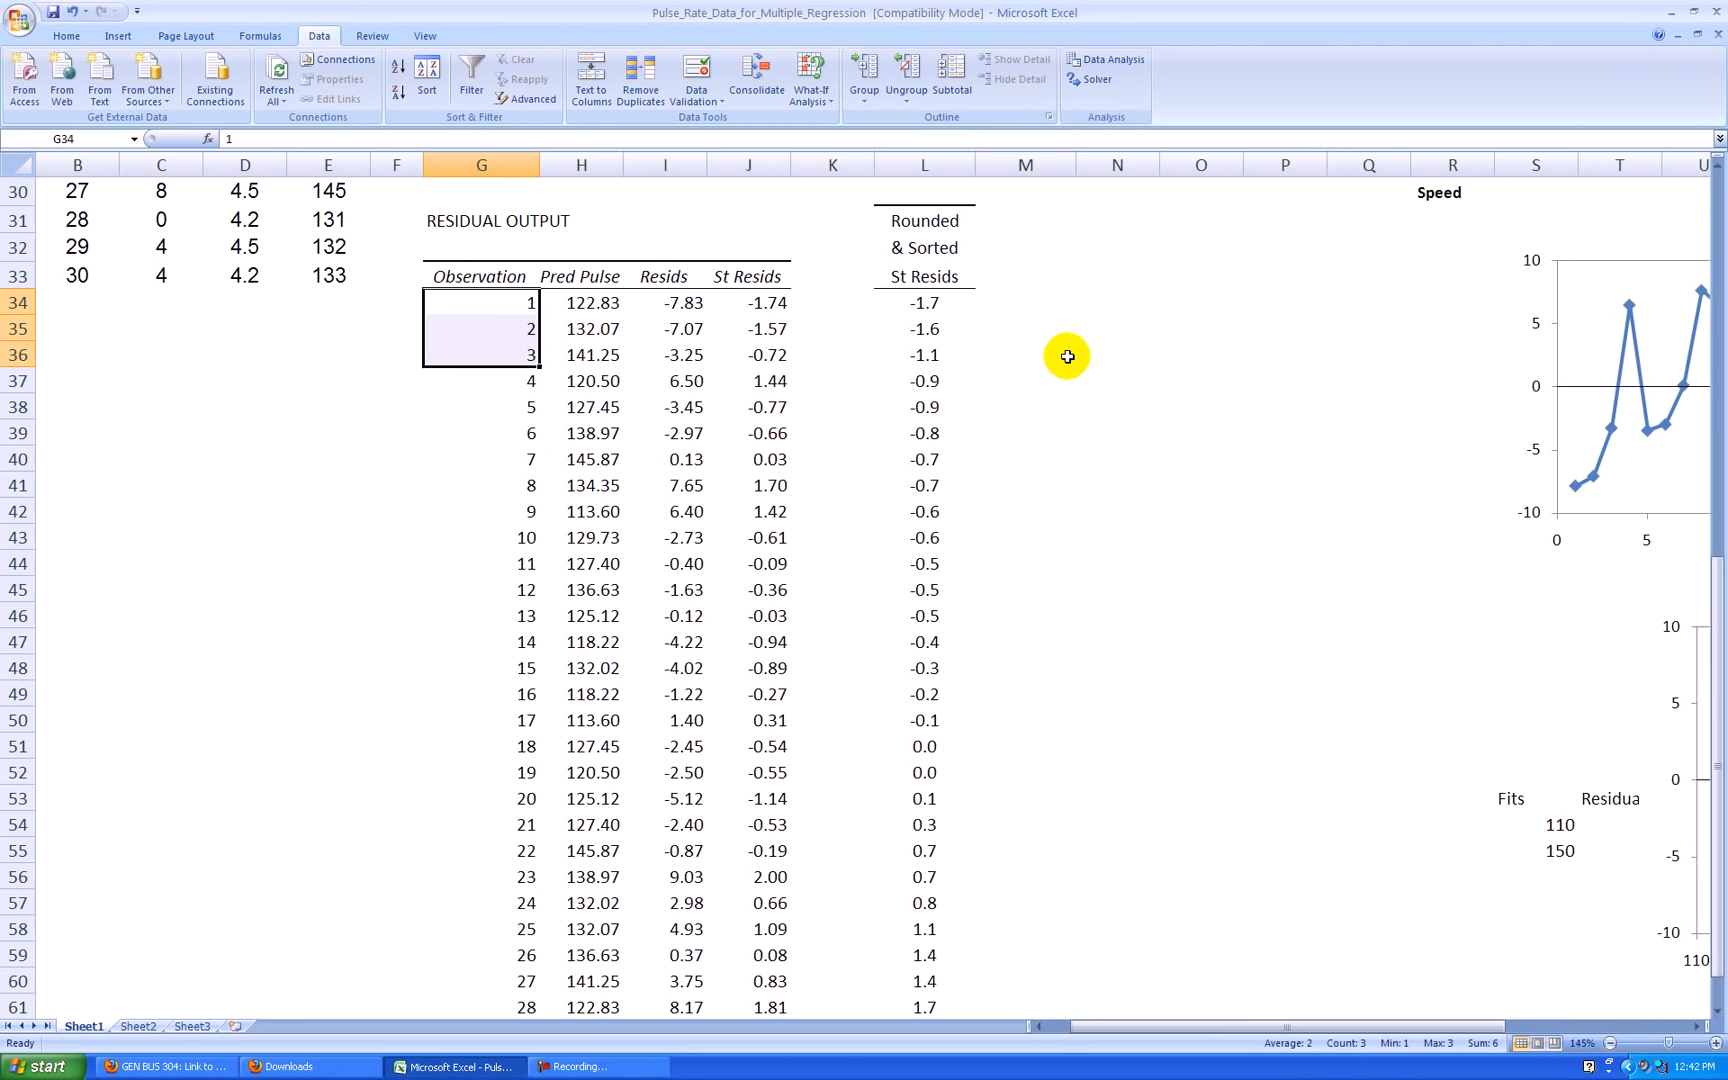 Pulse_Rate_Data_for_Multiple_Regression [Compatibility Mode] - Microsoft Excel
Home Insert Page Layout Formulas Data Review View
From Access From Web From Text From Other Sources Existing Connections Refresh All Connections Properties Edit Links Sort Filter Clear Reapply Advanced Text to Columns Remove Duplicates Data Validation Consolidate What-If Analysis Group Ungroup Subtotal Show Detail Hide Detail Data Analysis Solver
Get External Data Connections Sort & Filter Data Tools Outline Analysis
G34 fx 1
B C D E F G H I J K L M N O P Q R S T U
30 27 8 4.5 145 Speed
31 28 0 4.2 131 RESIDUAL OUTPUT Rounded
32 29 4 4.5 132 & Sorted
33 30 4 4.2 133 Observation Pred Pulse Resids St Resids St Resids
34 1 122.83 -7.83 -1.74 -1.7
35 2 132.07 -7.07 -1.57 -1.6
36 3 141.25 -3.25 -0.72 -1.1
37 4 120.50 6.50 1.44 -0.9
38 5 127.45 -3.45 -0.77 -0.9
39 6 138.97 -2.97 -0.66 -0.8
40 7 145.87 0.13 0.03 -0.7
41 8 134.35 7.65 1.70 -0.7
42 9 113.60 6.40 1.42 -0.6
43 10 129.73 -2.73 -0.61 -0.6
44 11 127.40 -0.40 -0.09 -0.5
45 12 136.63 -1.63 -0.36 -0.5
46 13 125.12 -0.12 -0.03 -0.5
47 14 118.22 -4.22 -0.94 -0.4
48 15 132.02 -4.02 -0.89 -0.3
49 16 118.22 -1.22 -0.27 -0.2
50 17 113.60 1.40 0.31 -0.1
51 18 127.45 -2.45 -0.54 0.0
52 19 120.50 -2.50 -0.55 0.0
53 20 125.12 -5.12 -1.14 0.1 Fits Residua
54 21 127.40 -2.40 -0.53 0.3 110
55 22 145.87 -0.87 -0.19 0.7 150
56 23 138.97 9.03 2.00 0.7
57 24 132.02 2.98 0.66 0.8
58 25 132.07 4.93 1.09 1.1
59 26 136.63 0.37 0.08 1.4
60 27 141.25 3.75 0.83 1.4
61 28 122.83 8.17 1.81 1.7
10
5
0
-5
-10
0 5
10
5
0
-5
-10
110
Sheet1 Sheet2 Sheet3
Ready Average: 2 Count: 3 Min: 1 Max: 3 Sum: 6 145%
start GEN BUS 304: Link to ... Downloads Microsoft Excel - Puls... Recording... 12:42 PM